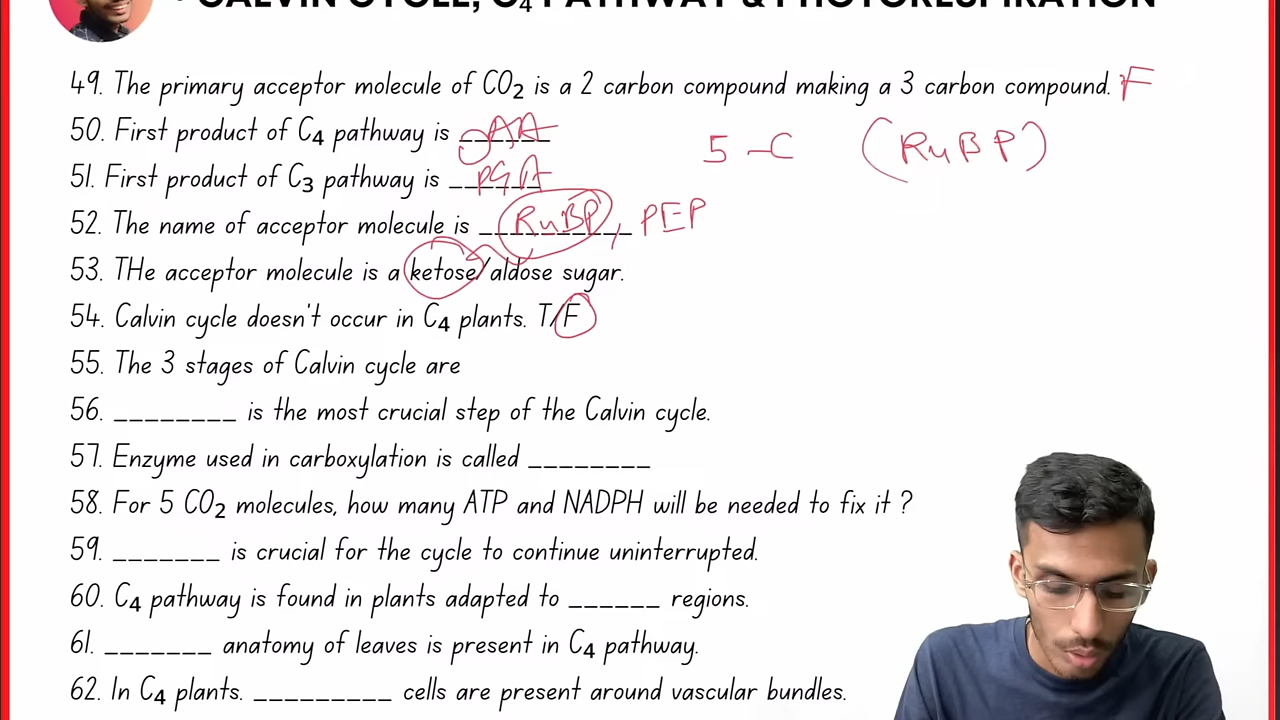 • CALVIN CYCLE, C₄ PATHWAY & PHOTORESPIRATION
49. The primary acceptor molecule of CO₂ is a 2 carbon compound making a 3 carbon compound. F
50. First product of C₄ pathway is _______ OAA
5-C (RuBP)
51. First product of C₃ pathway is ______ PGA
52. The name of acceptor molecule is __________ RuBP, PEP
53. THe acceptor molecule is a ketose/aldose sugar.
54. Calvin cycle doesn't occur in C₄ plants. T/F
55. The 3 stages of Calvin cycle are
56. ________ is the most crucial step of the Calvin cycle.
57. Enzyme used in carboxylation is called ________
58. For 5 CO₂ molecules, how many ATP and NADPH will be needed to fix it ?
59. _______ is crucial for the cycle to continue uninterrupted.
60. C₄ pathway is found in plants adapted to ______ regions.
61. _______ anatomy of leaves is present in C₄ pathway.
62. In C₄ plants. _________ cells are present around vascular bundles.